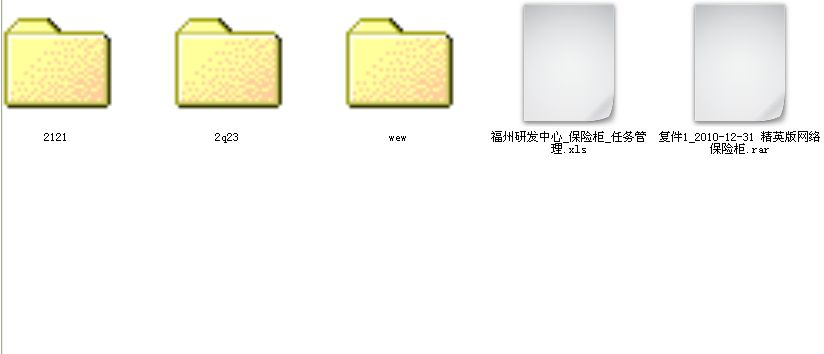 2121
2q23
wew
福州研发中心_保险柜_任务管
理.xls
复件1_2010-12-31 精英版网络
保险柜.rar